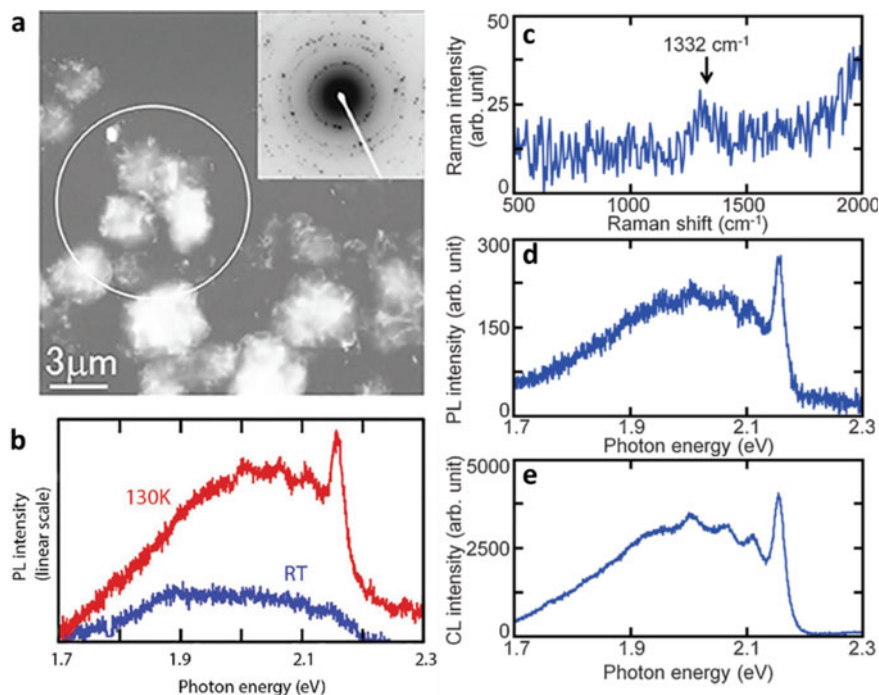 a
3µm
b
PL intensity
(linear scale)
130K
RT
1.7 1.9 2.1 2.3
Photon energy (eV)
c
1332 cm⁻¹
Raman intensity
(arb. unit)
50
25
0
500 1000 1500 2000
Raman shift (cm⁻¹)
d
PL intensity (arb. unit)
300
150
0
1.7 1.9 2.1 2.3
Photon energy (eV)
e
CL intensity (arb. unit)
5000
2500
0
1.7 1.9 2.1 2.3
Photon energy (eV)